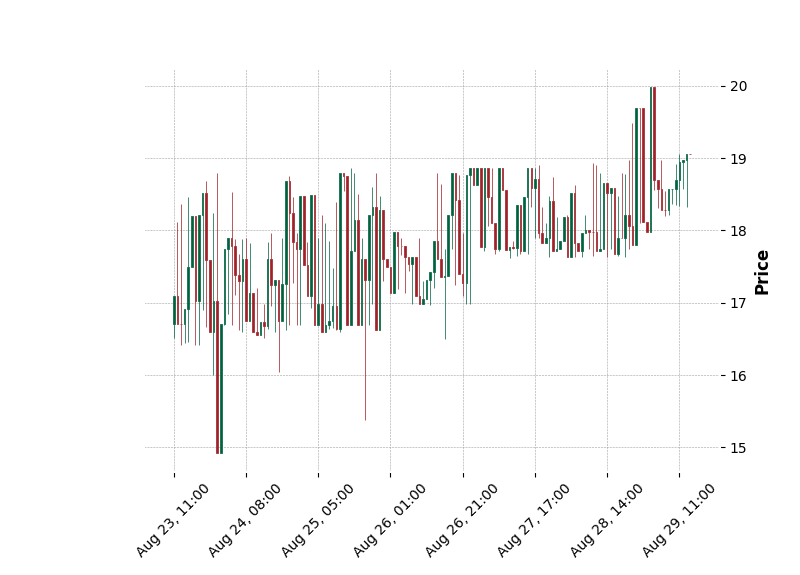 20
19
18
17
16
15
Price
Aug 23, 11:00
Aug 24, 08:00
Aug 25, 05:00
Aug 26, 01:00
Aug 26, 21:00
Aug 27, 17:00
Aug 28, 14:00
Aug 29, 11:00